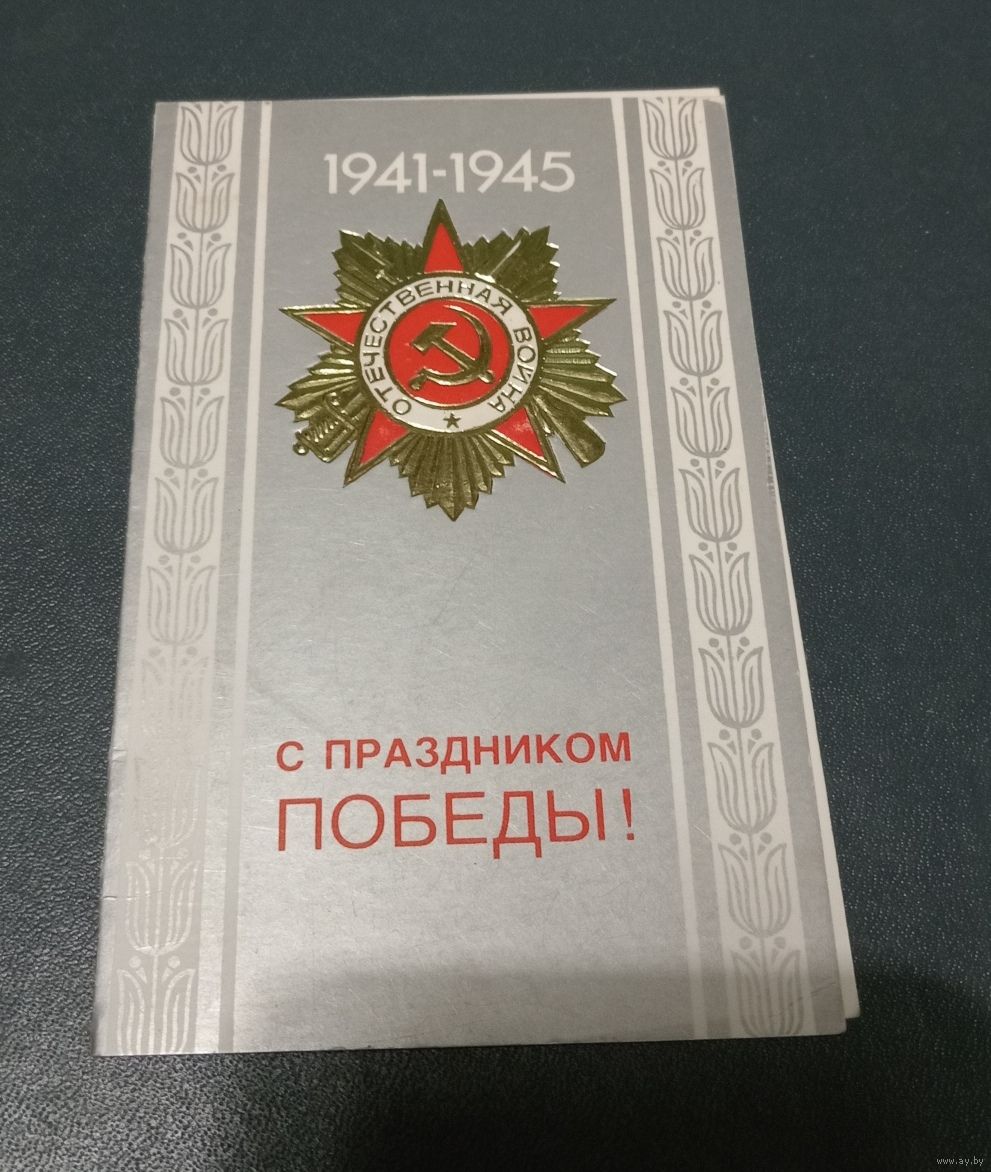 1941-1945
ОТЕЧЕСТВЕННАЯ ВОЙНА
С ПРАЗДНИКОМ
ПОБЕДЫ!
www.ay.by